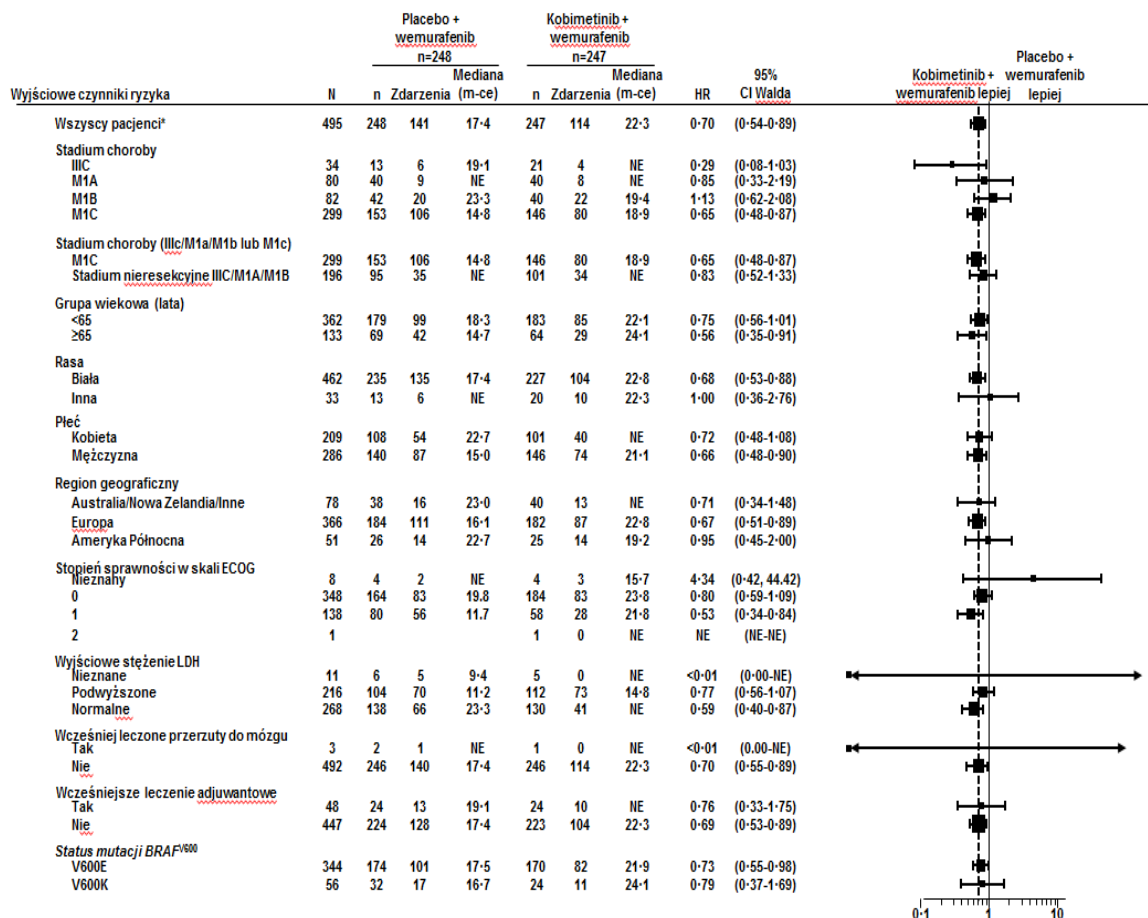 Placebo + wemurafenib n=248 Kobimetinib + wemurafenib n=247
Kobimetinib + wemurafenib lepiej Placebo + wemurafenib lepiej
Wyjściowe czynniki ryzyka N n Zdarzenia Mediana (m-ce) n Zdarzenia Mediana (m-ce) HR 95% CI Walda
Wszyscy pacjenci* 495 248 141 17·4 247 114 22·3 0·70 (0·54-0·89)
Stadium choroby
IIIC 34 13 6 19·1 21 4 NE 0·29 (0·08-1·03)
M1A 80 40 9 NE 40 8 NE 0·85 (0·33-2·19)
M1B 82 42 20 23·3 40 22 19·4 1·13 (0·62-2·08)
M1C 299 153 106 14·8 146 80 18·9 0·65 (0·48-0·87)
Stadium choroby (IIIc/M1a/M1b lub M1c)
M1C 299 153 106 14·8 146 80 18·9 0·65 (0·48-0·87)
Stadium nieresekcyjne IIIC/M1A/M1B 196 95 35 NE 101 34 NE 0·83 (0·52-1·33)
Grupa wiekowa (lata)
<65 362 179 99 18·3 183 85 22·1 0·75 (0·56-1·01)
≥65 133 69 42 14·7 64 29 24·1 0·56 (0·35-0·91)
Rasa
Biała 462 235 135 17·4 227 104 22·8 0·68 (0·53-0·88)
Inna 33 13 6 NE 20 10 22·3 1·00 (0·36-2·76)
Płeć
Kobieta 209 108 54 22·7 101 40 NE 0·72 (0·48-1·08)
Mężczyzna 286 140 87 15·0 146 74 21·1 0·66 (0·48-0·90)
Region geograficzny
Australia/Nowa Zelandia/Inne 78 38 16 23·0 40 13 NE 0·71 (0·34-1·48)
Europa 366 184 111 16·1 182 87 22·8 0·67 (0·51-0·89)
Ameryka Północna 51 26 14 22·7 25 14 19·2 0·95 (0·45-2·00)
Stopień sprawności w skali ECOG
Nieznany 8 4 2 NE 4 3 15·7 4·34 (0·42, 44.42)
0 348 164 83 19·8 184 83 23·8 0·80 (0·59-1·09)
1 138 80 56 11.7 58 28 21·8 0·53 (0·34-0·84)
2 1 1 0 NE NE (NE-NE)
Wyjściowe stężenie LDH
Nieznane 11 6 5 9·4 5 0 NE <0·01 (0·00-NE)
Podwyższone 216 104 70 11·2 112 73 14·8 0·77 (0·56-1·07)
Normalne 268 138 66 23·3 130 41 NE 0·59 (0·40-0·87)
Wcześniej leczone przerzuty do mózgu
Tak 3 2 1 NE 1 0 NE <0·01 (0.00-NE)
Nie 492 246 140 17·4 246 114 22·3 0·70 (0·55-0·89)
Wcześniejsze leczenie adjuwantowe
Tak 48 24 13 19·1 24 10 NE 0·76 (0·33-1·75)
Nie 447 224 128 17·4 223 104 22·3 0·69 (0·53-0·89)
Status mutacji BRAFV600
V600E 344 174 101 17·5 170 82 21·9 0·73 (0·55-0·98)
V600K 56 32 17 16·7 24 11 24·1 0·79 (0·37-1·69)
0·1 1 10